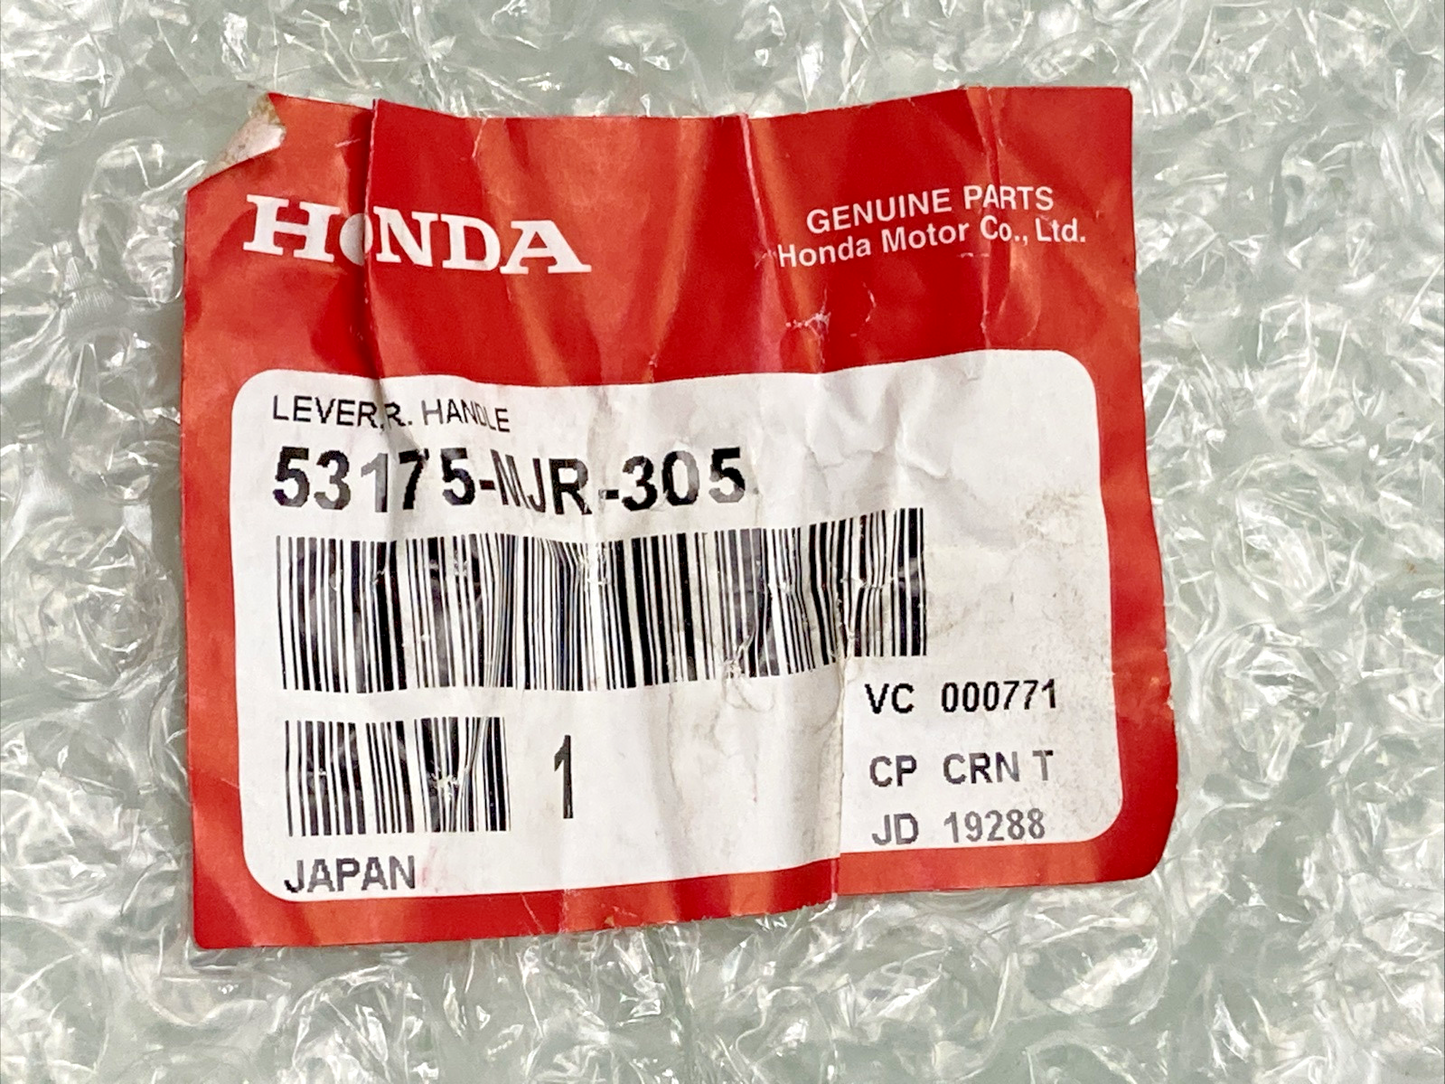 HONDA
GENUINE PARTS
Honda Motor Co., Ltd.
LEVER,R. HANDLE
53175-MJR-305
1
VC 000771
CP CRN T
JD 19288
JAPAN